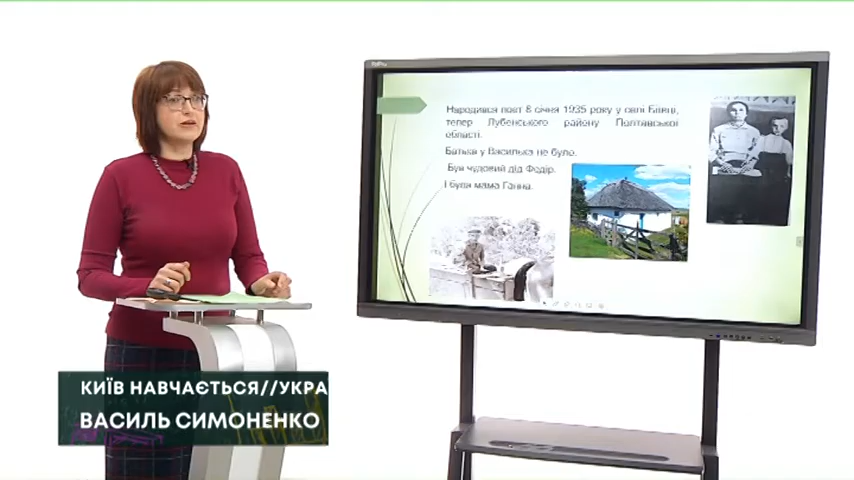 Народився поет 8 січня 1935 року у селі Біївці,
тепер Лубенського району Полтавської
області.
Батька у Василька не було.
Був чудовий дід Федір.
І була мама Ганна.
КИЇВ НАВЧАЄТЬСЯ//УКРА
ВАСИЛЬ СИМОНЕНКО